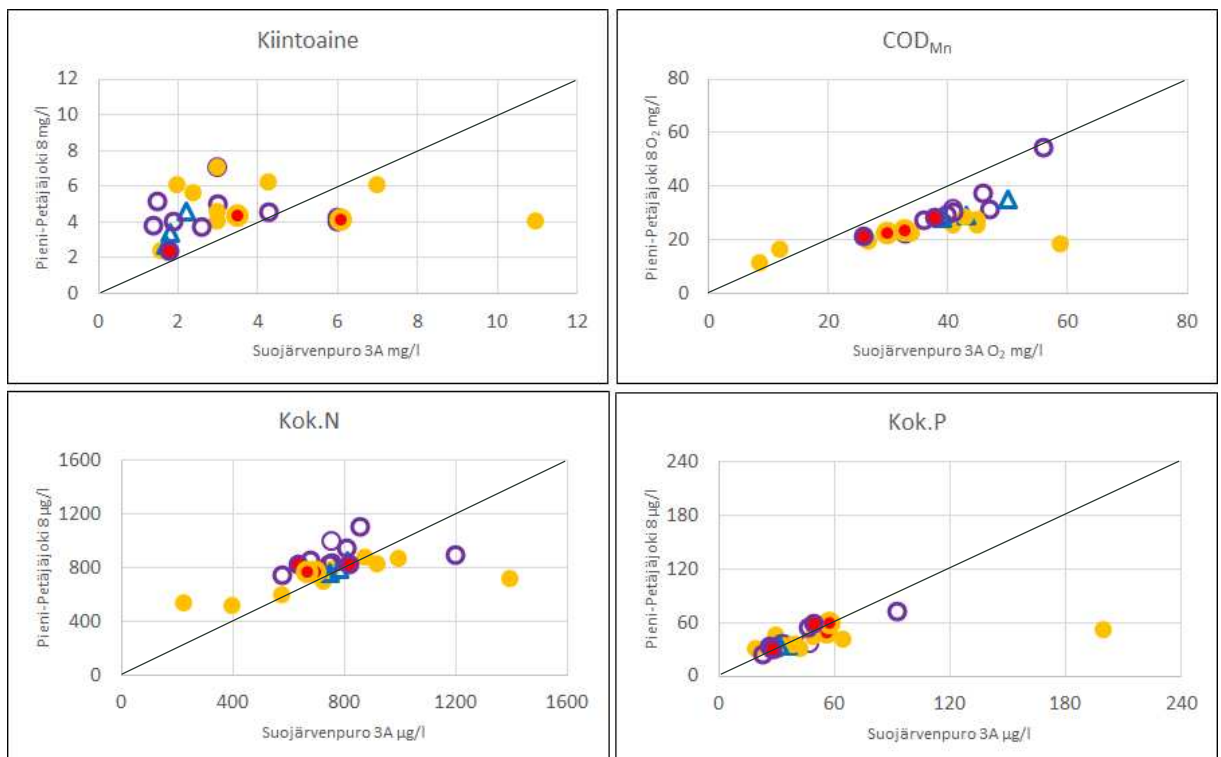 Kiintoaine
Pieni-Petäjäjoki 8 mg/l
12
10
8
6
4
2
0
0 2 4 6 8 10 12
Suojärvenpuro 3A mg/l
COD_Mn
Pieni-Petäjäjoki 8 O₂ mg/l
80
60
40
20
0
0 20 40 60 80
Suojärvenpuro 3A O₂ mg/l
Kok.N
Pieni-Petäjäjoki 8 µg/l
1600
1200
800
400
0
0 400 800 1200 1600
Suojärvenpuro 3A µg/l
Kok.P
Pieni-Petäjäjoki 8 µg/l
240
180
120
60
0
0 60 120 180 240
Suojärvenpuro 3A µg/l